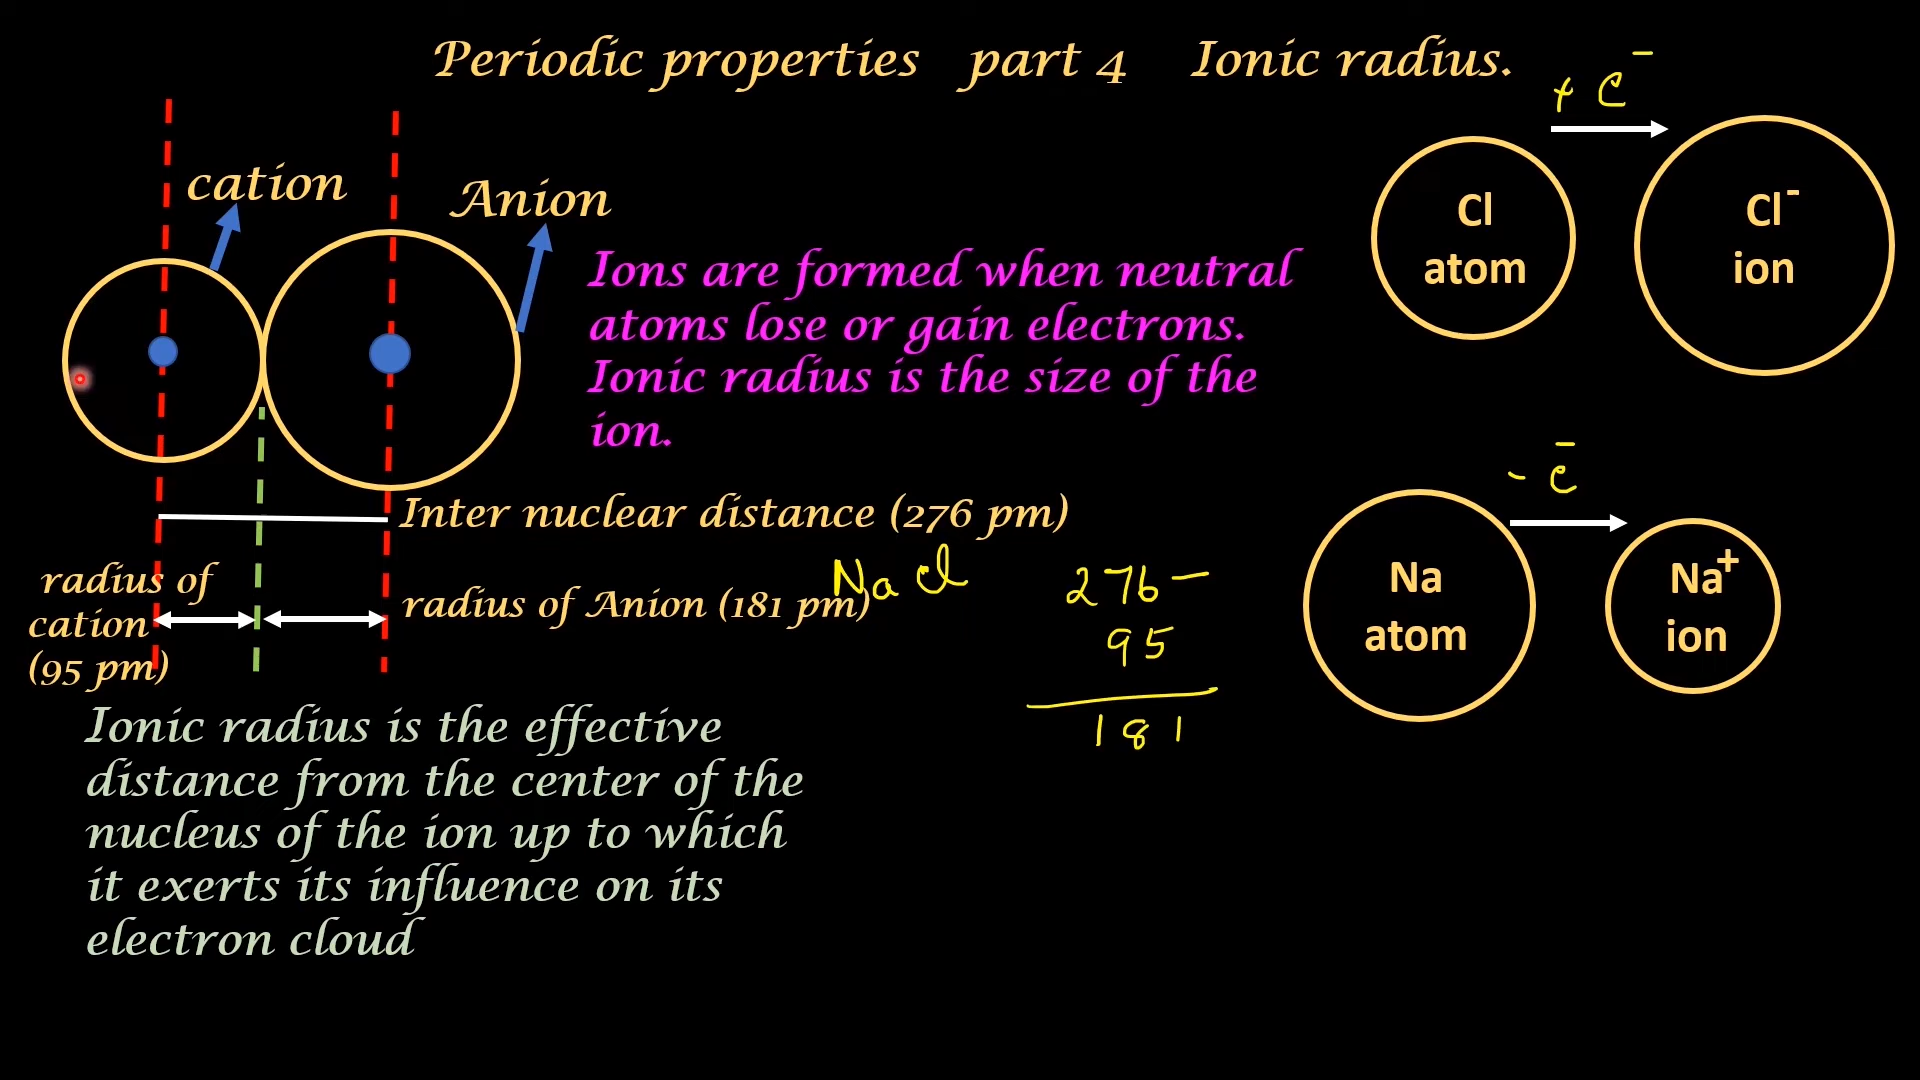 Periodic properties part 4 Ionic radius.
+ e⁻
cation
Anion
Cl
atom
Cl⁻
ion
Ions are formed when neutral
atoms lose or gain electrons.
Ionic radius is the size of the
ion.
- e⁻
Inter nuclear distance (276 pm)
radius of
cation
(95 pm)
radius of Anion (181 pm)
NaCl
276 -
95
181
Na
atom
Na⁺
ion
Ionic radius is the effective
distance from the center of the
nucleus of the ion up to which
it exerts its influence on its
electron cloud